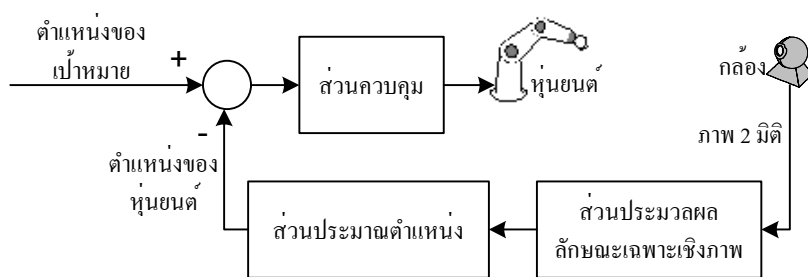 ตำแหน่งของ
เป้าหมาย
+
-
ส่วนควบคุม
หุ่นยนต์
กล้อง
ภาพ 2 มิติ
ตำแหน่งของ
หุ่นยนต์
ส่วนประมาณตำแหน่ง
ส่วนประมวลผล
ลักษณะเฉพาะเชิงภาพ